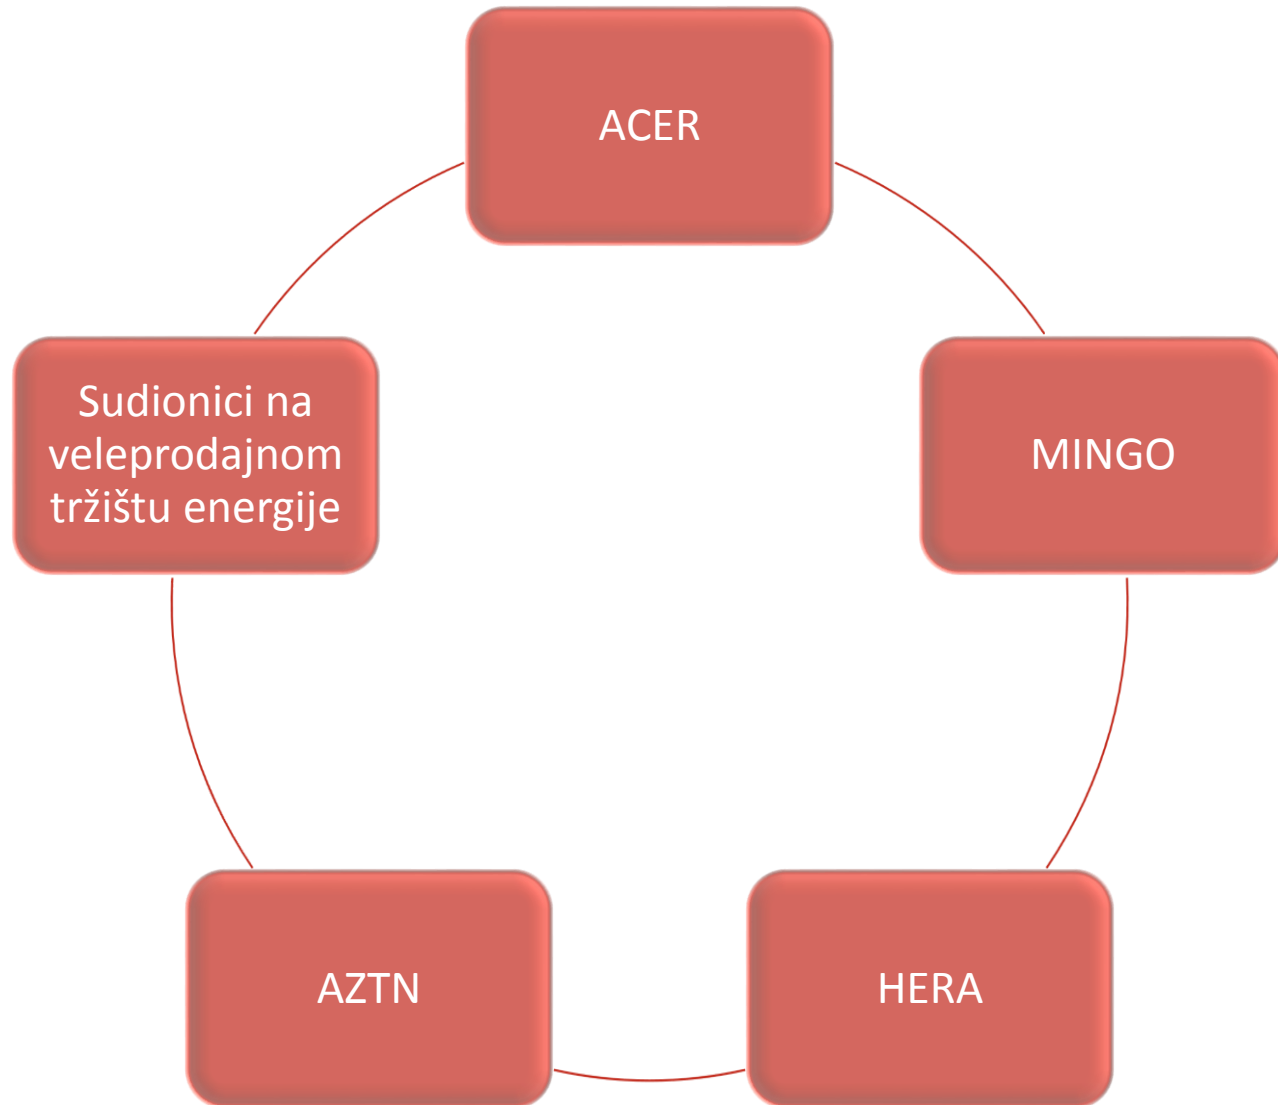 ACER
Sudionici na
veleprodajnom
tržištu energije
MINGO
AZTN
HERA